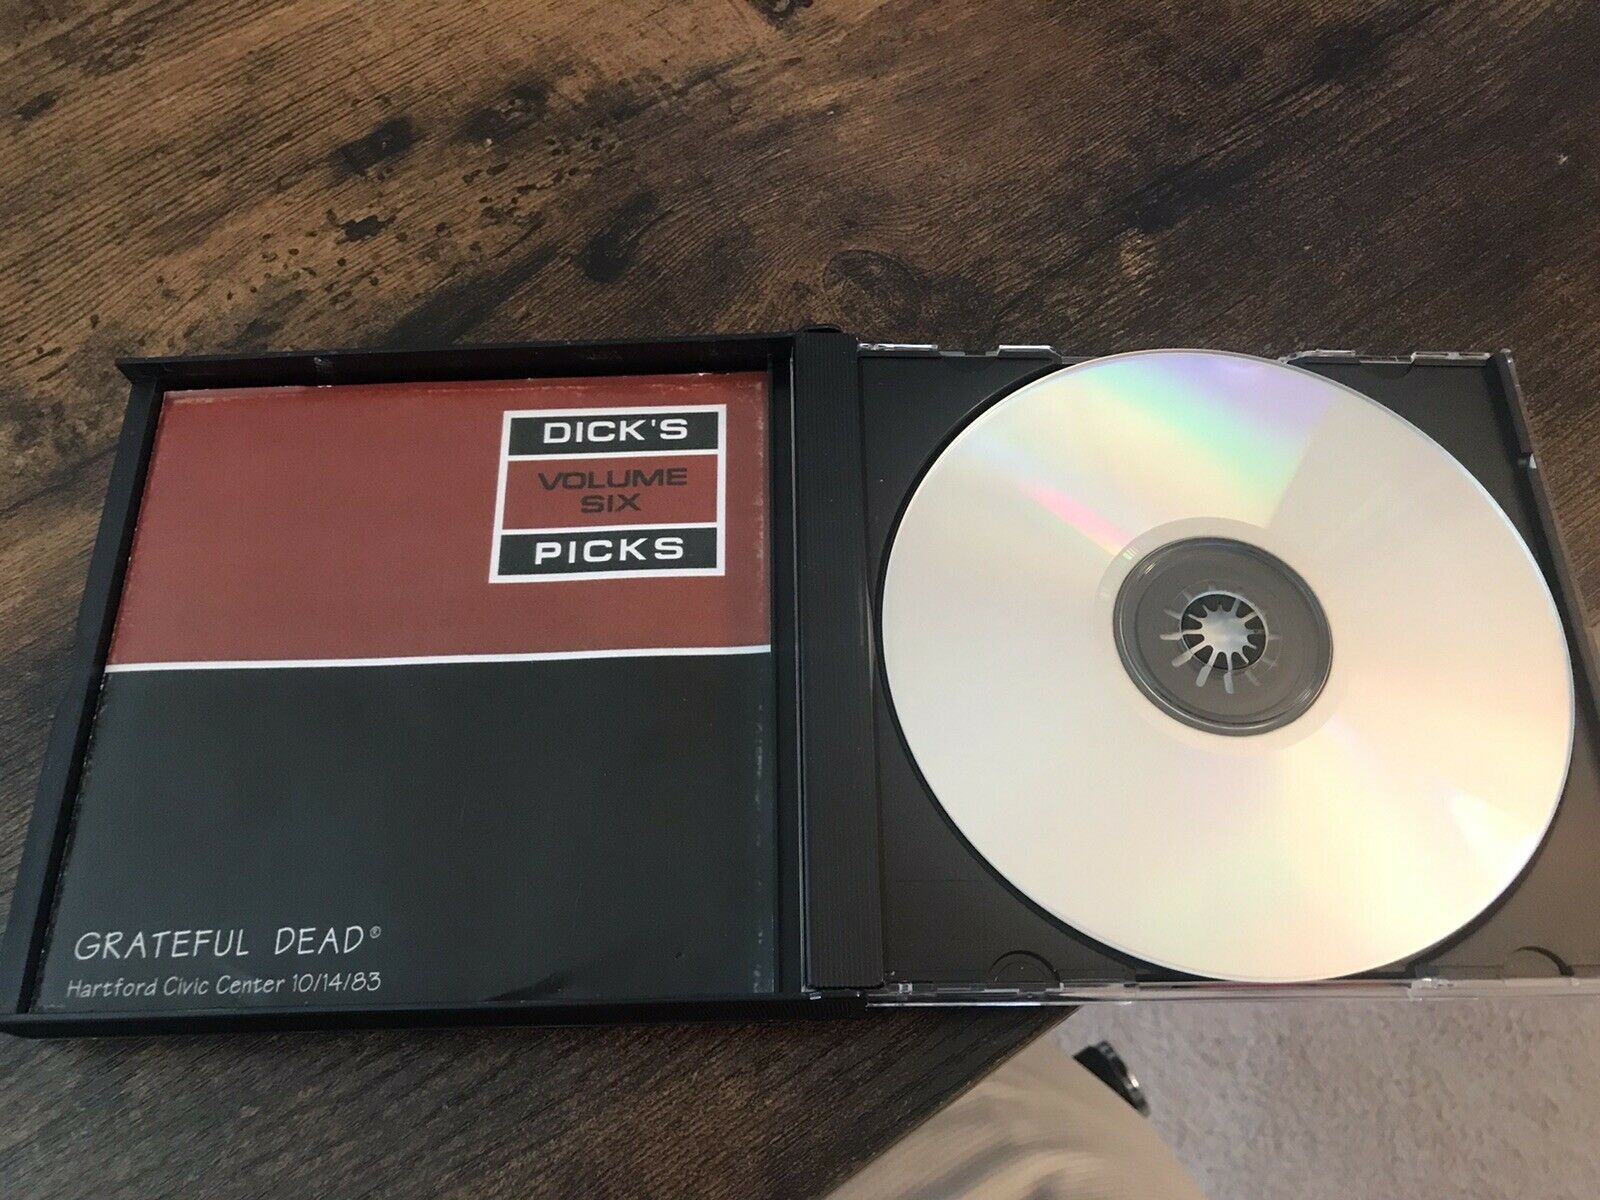 DICK'S
VOLUME
SIX
PICKS
GRATEFUL DEAD®
Hartford Civic Center 10/14/83